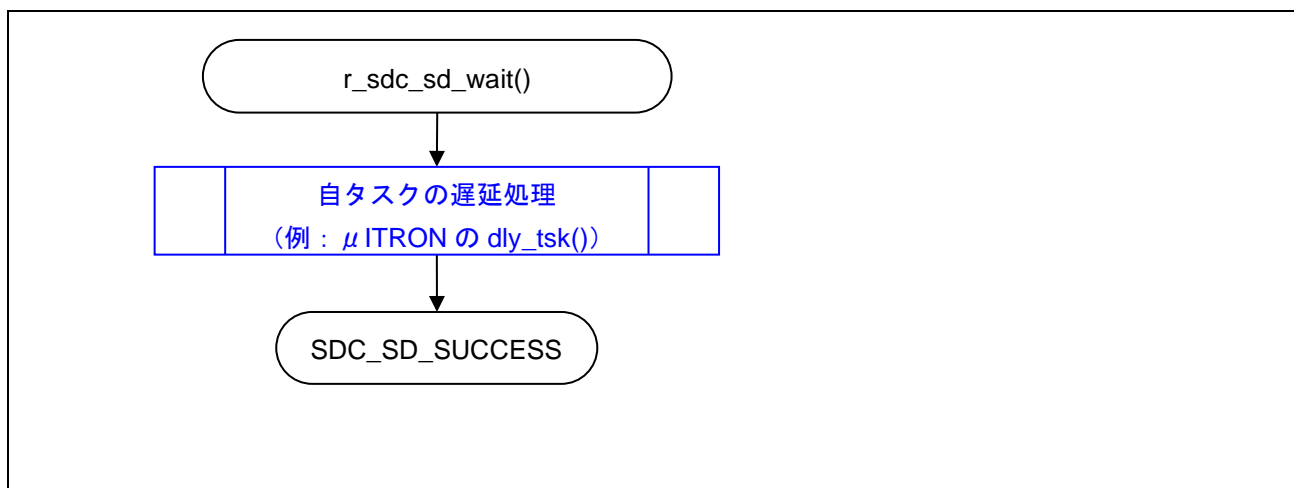 r_sdc_sd_wait()
自タスクの遅延処理
（例：μITRON の dly_tsk()）
SDC_SD_SUCCESS